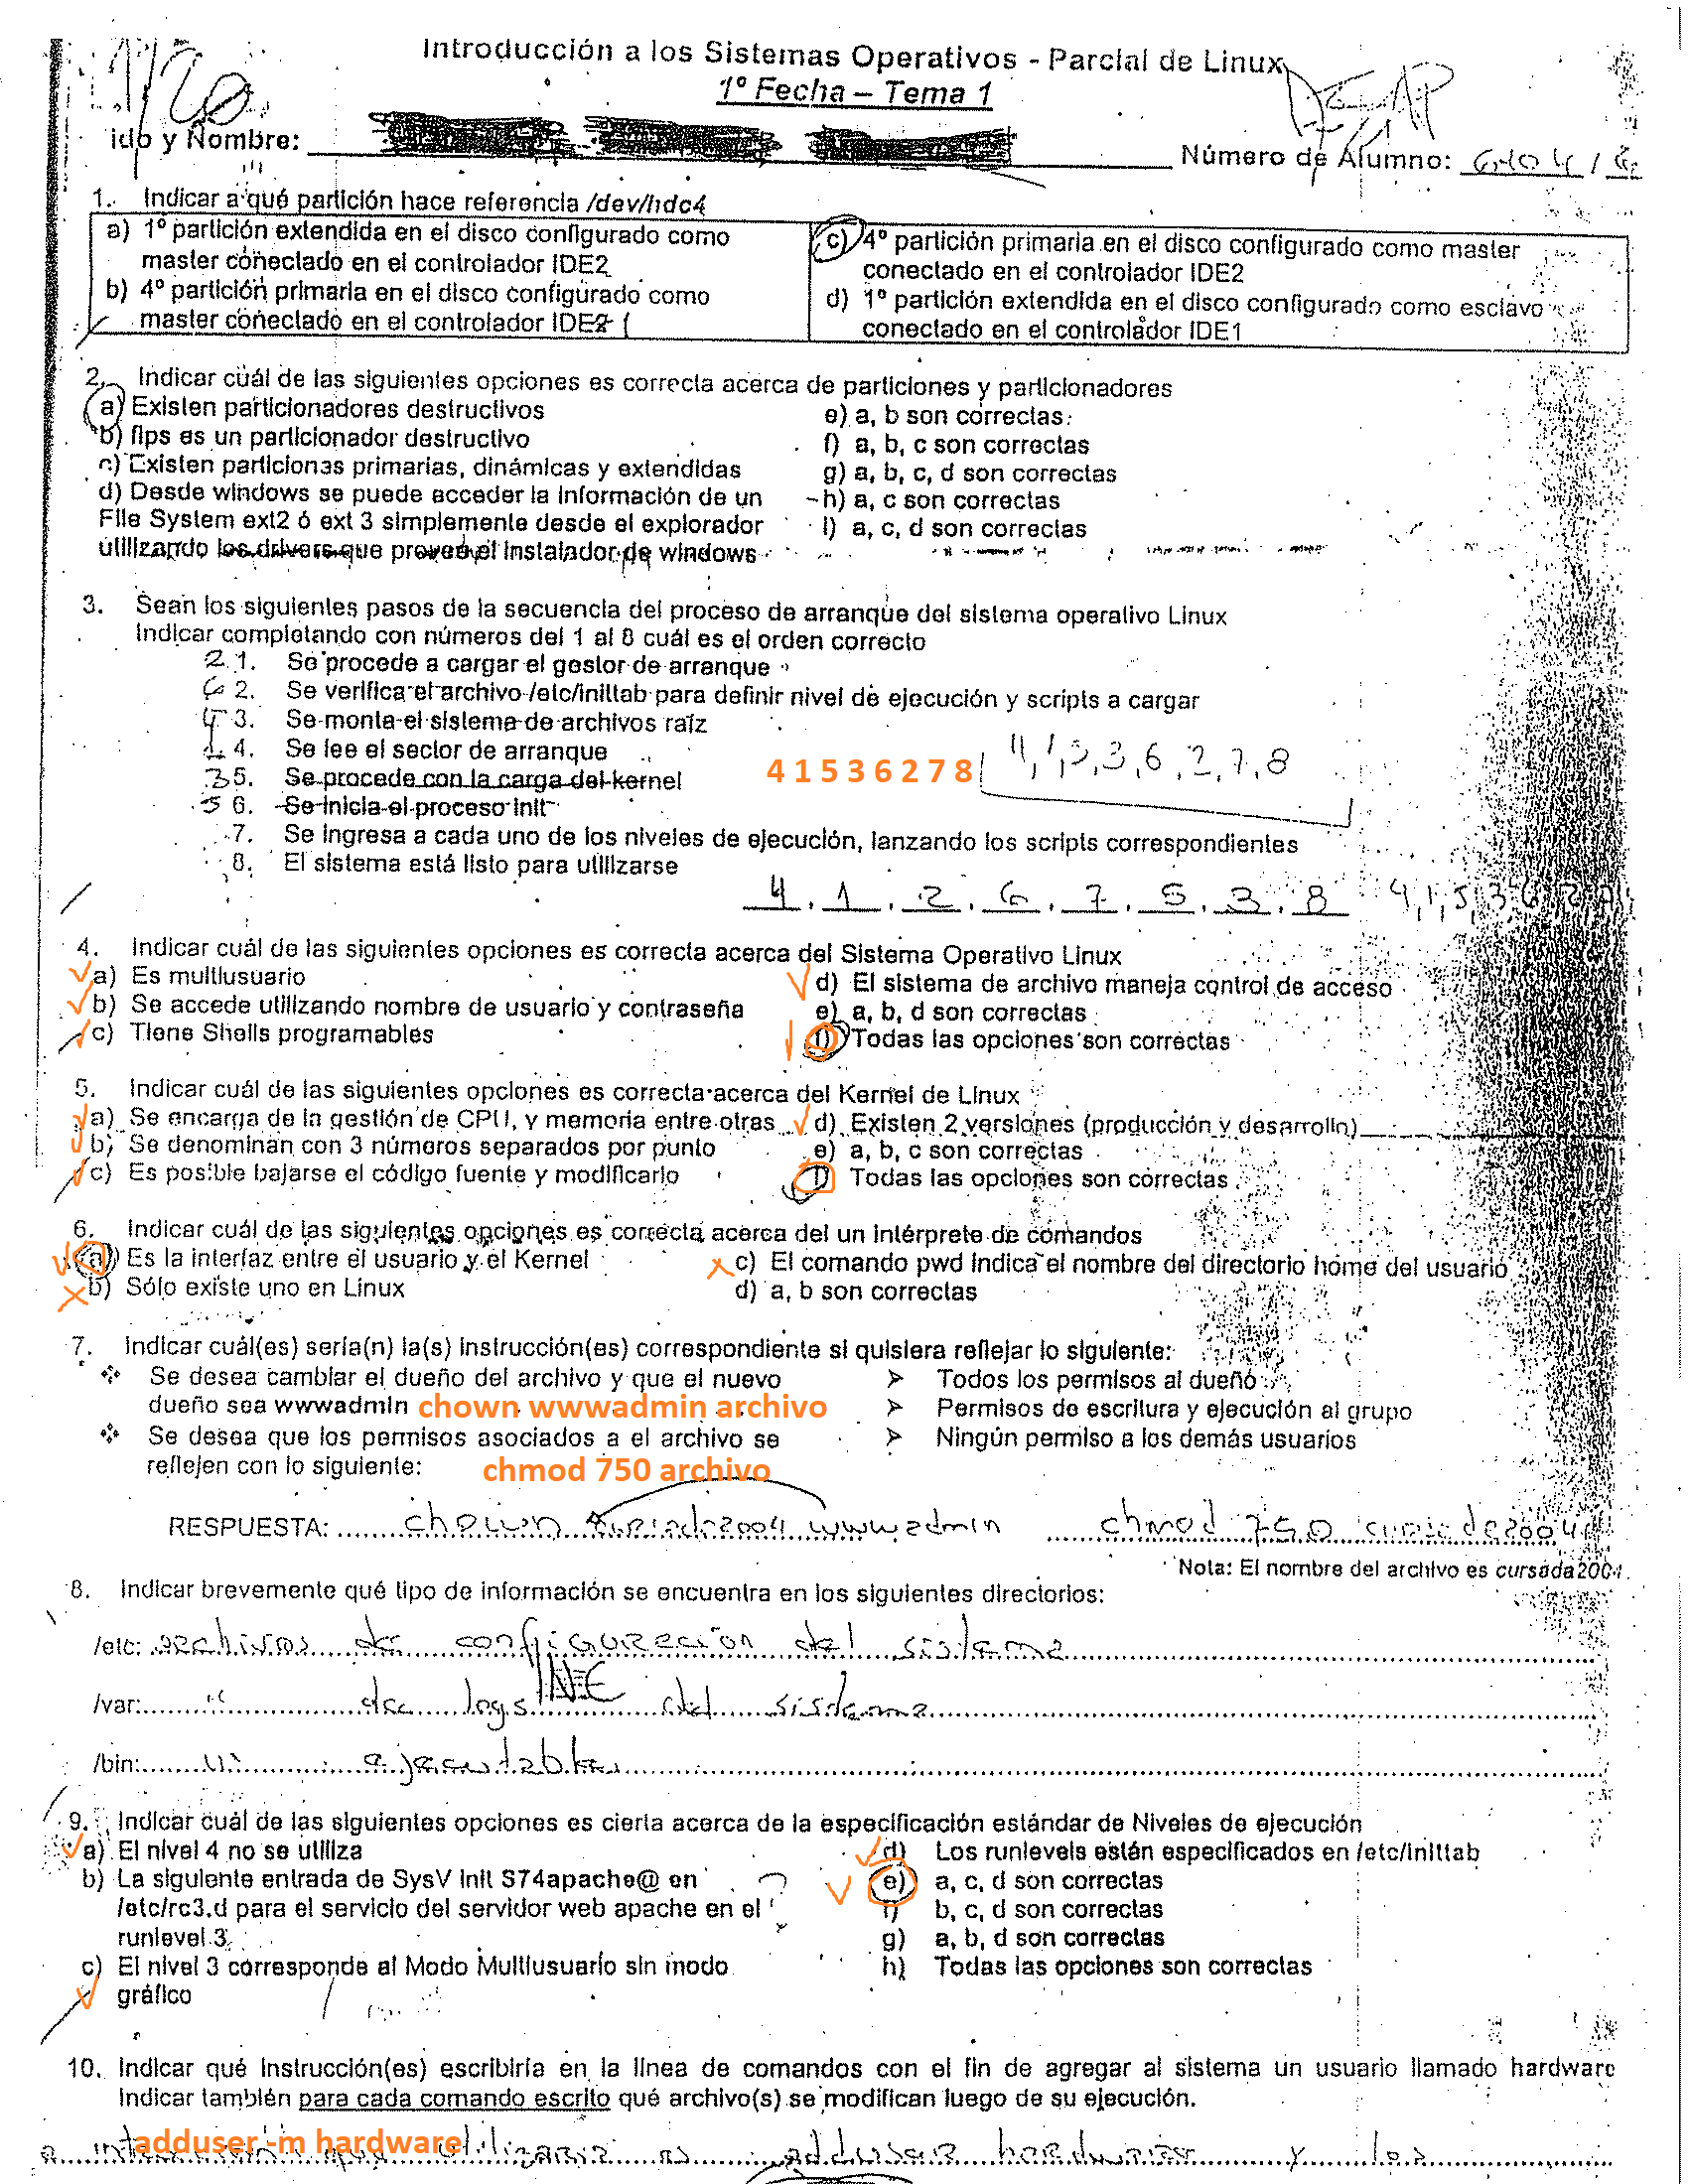 Introducción a los Sistemas Operativos - Parcial de Linux
1º Fecha – Tema 1
ido y Nombre:
Número de Alumno:
1. Indicar a qué partición hace referencia /dev/hdc4
a) 1º partición extendida en el disco configurado como
master conectado en el controlador IDE2
b) 4º partición primaria en el disco configurado como
master conectado en el controlador IDE2 1
c) 4º partición primaria en el disco configurado como master
conectado en el controlador IDE2
d) 1º partición extendida en el disco configurado como esclavo
conectado en el controlador IDE1
2. Indicar cuál de las siguientes opciones es correcta acerca de particiones y particionadores
a) Existen particionadores destructivos
b) fips es un particionador destructivo
c) Existen particiones primarias, dinámicas y extendidas
d) Desde windows se puede acceder la información de un
File System ext2 ó ext 3 simplemente desde el explorador
utilizando los drivers que provee el instalador de windows
e) a, b son correctas
f) a, b, c son correctas
g) a, b, c, d son correctas
h) a, c son correctas
i) a, c, d son correctas
3. Sean los siguientes pasos de la secuencia del proceso de arranque del sistema operativo Linux
Indicar completando con números del 1 al 8 cuál es el orden correcto
2 1. Se procede a cargar el gestor de arranque
6 2. Se verifica el archivo /etc/inittab para definir nivel de ejecución y scripts a cargar
3. Se monta el sistema de archivos raíz
1 4. Se lee el sector de arranque
3 5. Se procede con la carga del kernel
5 6. Se inicia el proceso init
7. Se ingresa a cada uno de los niveles de ejecución, lanzando los scripts correspondientes
8. El sistema está listo para utilizarse
4 1 5 3 6 2 7 8
4, 1, 5, 3, 6, 2, 7, 8
4, 1, 2, 6, 7, 5, 3, 8
4, 1, 5, 3, 6, 2,
4. Indicar cuál de las siguientes opciones es correcta acerca del Sistema Operativo Linux
a) Es multiusuario
b) Se accede utilizando nombre de usuario y contraseña
c) Tiene Shells programables
d) El sistema de archivo maneja control de acceso
e) a, b, d son correctas
f) Todas las opciones son correctas
5. Indicar cuál de las siguientes opciones es correcta acerca del Kernel de Linux
a) Se encarga de la gestión de CPU, y memoria entre otras
b) Se denominan con 3 números separados por punto
c) Es posible bajarse el código fuente y modificarlo
d) Existen 2 versiones (producción y desarrollo)
e) a, b, c son correctas
f) Todas las opciones son correctas
6. Indicar cuál de las siguientes opciones es correcta acerca del un intérprete de comandos
a) Es la interfaz entre el usuario y el Kernel
b) Sólo existe uno en Linux
c) El comando pwd indica el nombre del directorio home del usuario
d) a, b son correctas
7. Indicar cuál(es) sería(n) la(s) instrucción(es) correspondiente si quisiera reflejar lo siguiente:
❖ Se desea cambiar el dueño del archivo y que el nuevo
dueño sea wwwadmin chown wwwadmin archivo
❖ Se desea que los permisos asociados a el archivo se
reflejen con lo siguiente: chmod 750 archivo
➢ Todos los permisos al dueño
➢ Permisos de escritura y ejecución al grupo
➢ Ningún permiso a los demás usuarios
RESPUESTA: chown cursada2004 wwwadmin chmod 750 cursada2004
Nota: El nombre del archivo es cursada2004.
8. Indicar brevemente qué tipo de información se encuentra en los siguientes directorios:
/etc: archivos de configuración del sistema
/var: " de logs del sistema
/bin: " ejecutables
9. Indicar cuál de las siguientes opciones es cierta acerca de la especificación estándar de Niveles de ejecución
a) El nivel 4 no se utiliza
b) La siguiente entrada de SysV Init S74apache@ en
/etc/rc3.d para el servicio del servidor web apache en el
runlevel 3
c) El nivel 3 corresponde al Modo Multiusuario sin modo
gráfico
d) Los runlevels están especificados en /etc/inittab
e) a, c, d son correctas
f) b, c, d son correctas
g) a, b, d son correctas
h) Todas las opciones son correctas
10. Indicar qué instrucción(es) escribiría en la línea de comandos con el fin de agregar al sistema un usuario llamado hardware
Indicar también para cada comando escrito qué archivo(s) se modifican luego de su ejecución.
adduser -m hardware
utilizaria es adduser hardware y los